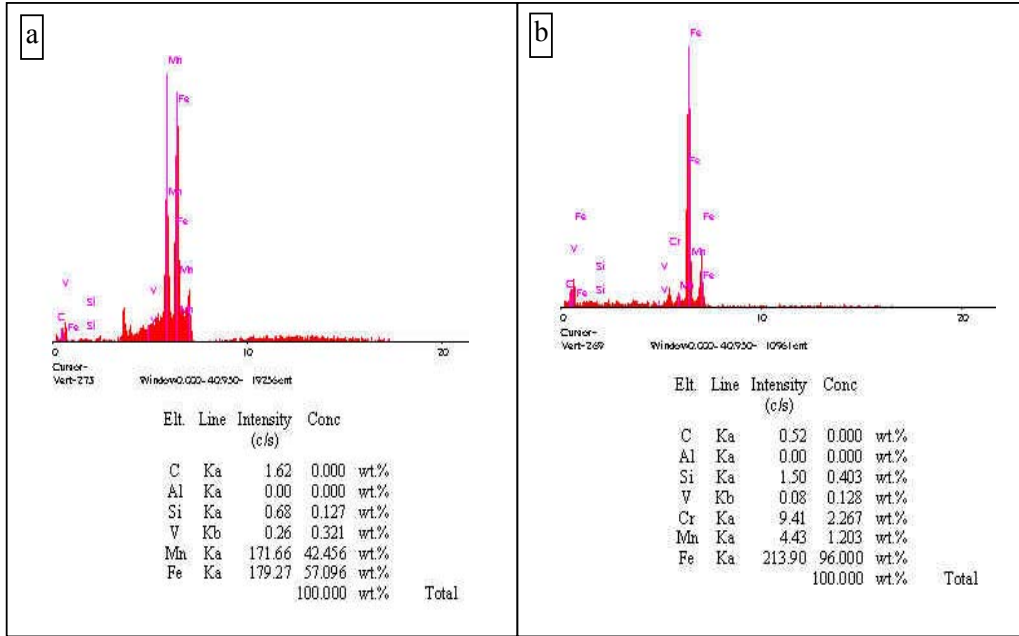 a
Mn
Fe
Mn
Fe
V
Mn
Si
V
C
Fe
Si
V
Mn
0 10 20
Cursor-
Vert-273 Window0.000-40.950- 19256cnt
Elt. Line Intensity Conc
(c/s)
C Ka 1.62 0.000 wt.%
Al Ka 0.00 0.000 wt.%
Si Ka 0.68 0.127 wt.%
V Kb 0.26 0.321 wt.%
Mn Ka 171.66 42.456 wt.%
Fe Ka 179.27 57.096 wt.%
100.000 wt.% Total
b
Fe
Fe
Fe
Fe
Cr
V
Mn
Si
V
Fe
C
Fe
Si
V
Mn
0 10 20
Cursor-
Vert-269 Window0.000-40.950- 10961cnt
Elt. Line Intensity Conc
(c/s)
C Ka 0.52 0.000 wt.%
Al Ka 0.00 0.000 wt.%
Si Ka 1.50 0.403 wt.%
V Kb 0.08 0.128 wt.%
Cr Ka 9.41 2.267 wt.%
Mn Ka 4.43 1.203 wt.%
Fe Ka 213.90 96.000 wt.%
100.000 wt.% Total